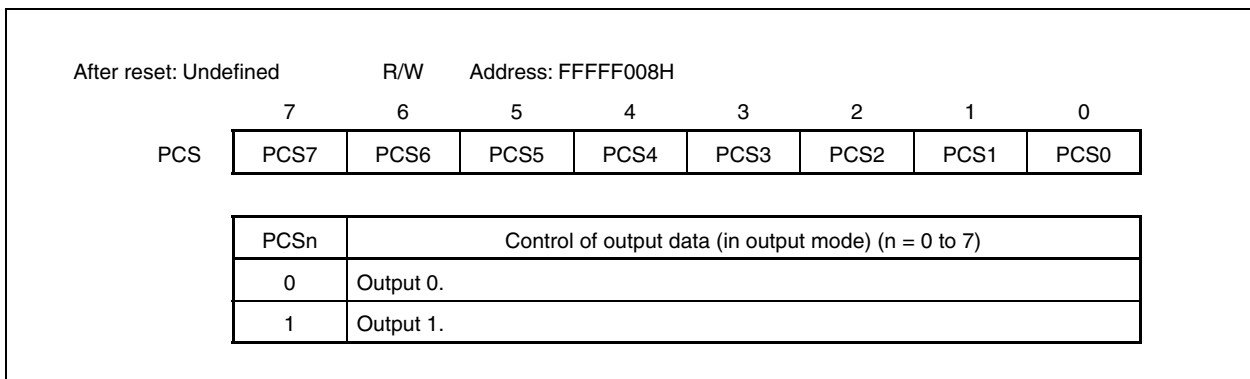 After reset: Undefined R/W Address: FFFFF008H
7 6 5 4 3 2 1 0
PCS PCS7 PCS6 PCS5 PCS4 PCS3 PCS2 PCS1 PCS0
PCSn Control of output data (in output mode) (n = 0 to 7)
0 Output 0.
1 Output 1.